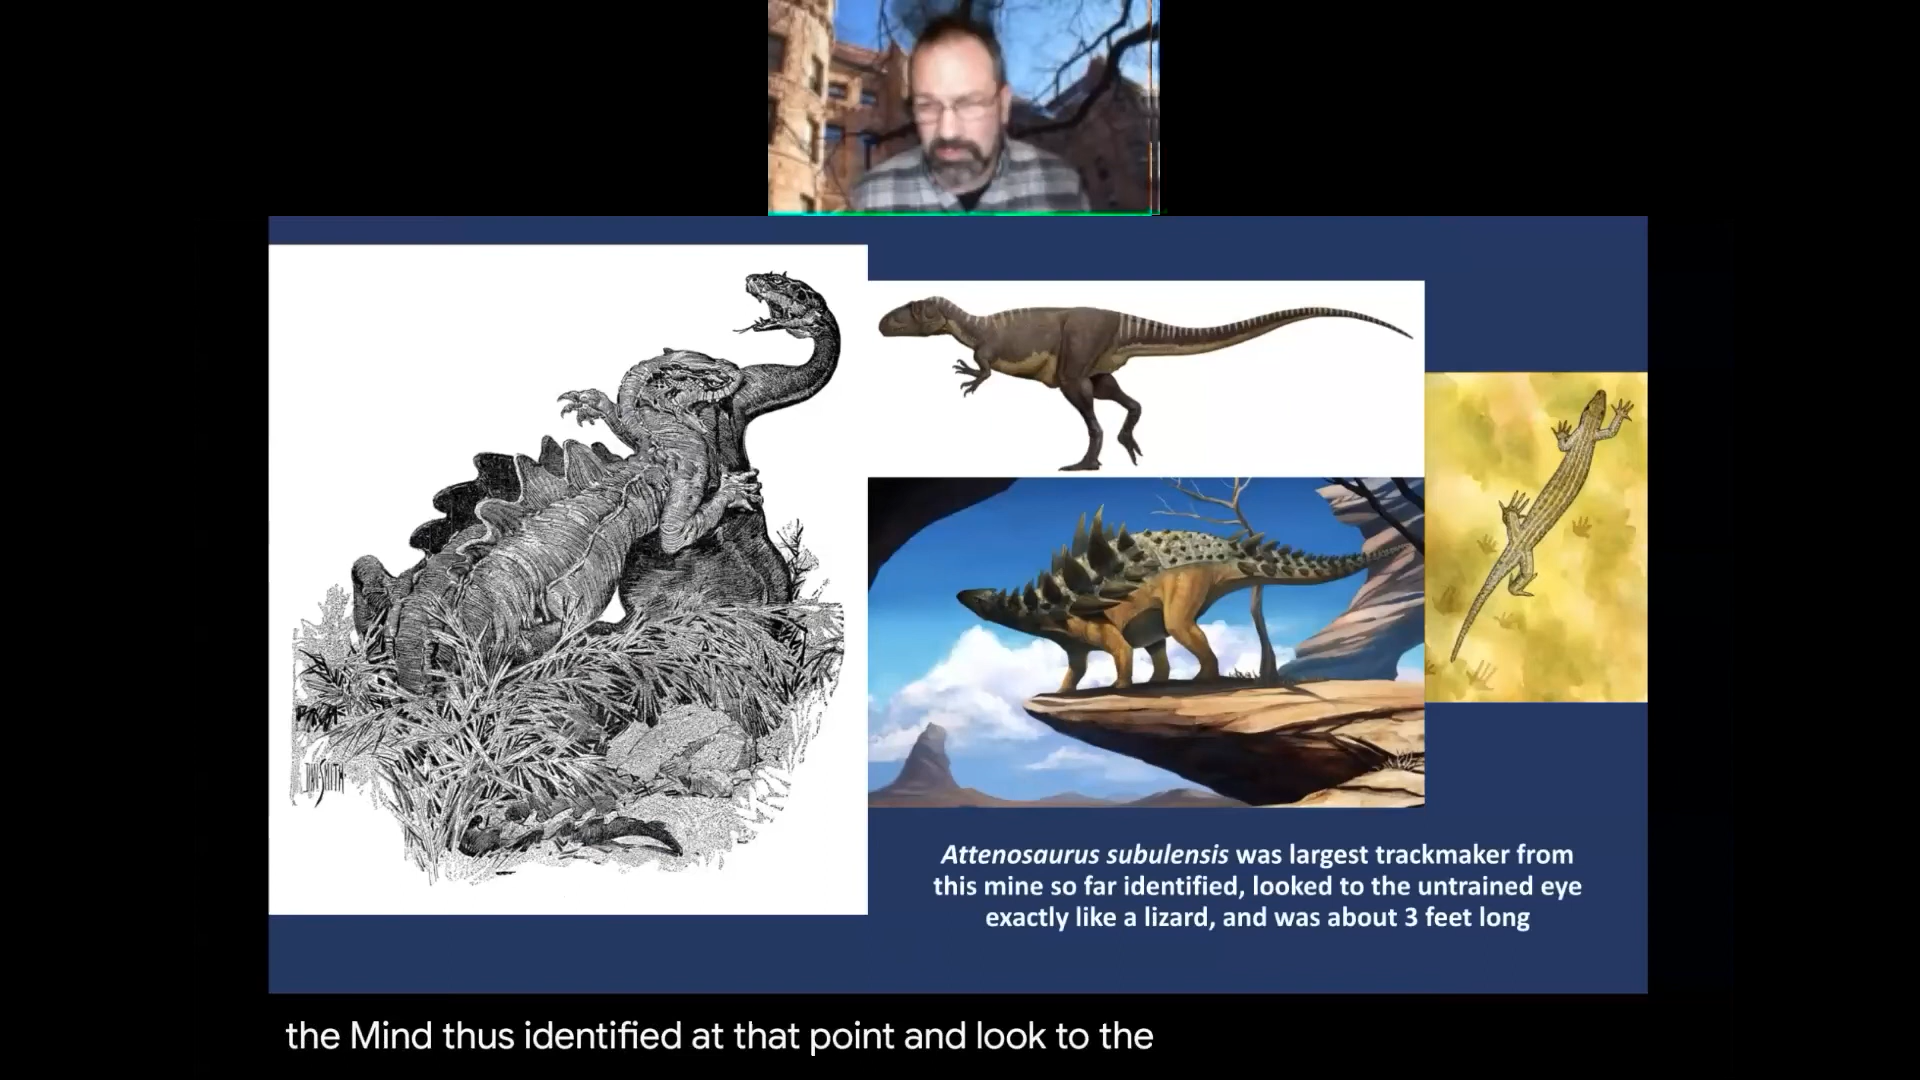 Attenosaurus subulensis was largest trackmaker from
this mine so far identified, looked to the untrained eye
exactly like a lizard, and was about 3 feet long
the Mind thus identified at that point and look to the